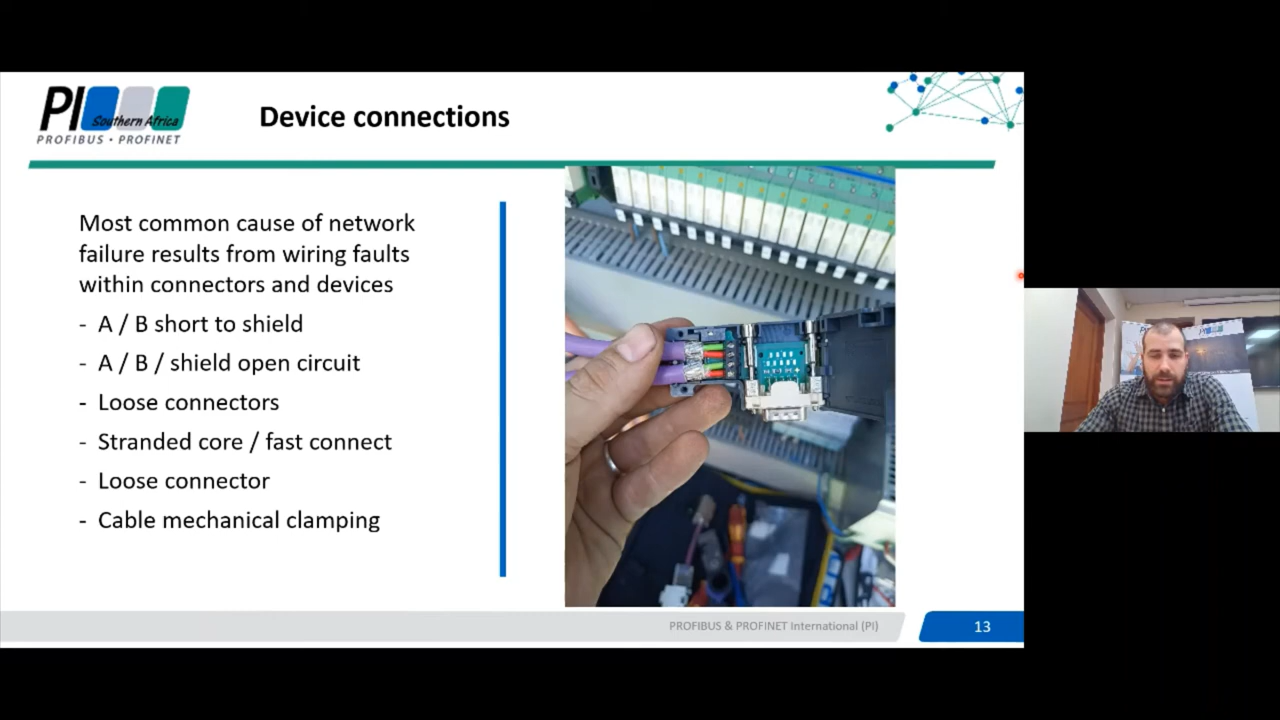 PI
Southern Africa
PROFIBUS • PROFINET
Device connections
Most common cause of network
failure results from wiring faults
within connectors and devices
- A / B short to shield
- A / B / shield open circuit
- Loose connectors
- Stranded core / fast connect
- Loose connector
- Cable mechanical clamping
PROFIBUS & PROFINET International (PI)
13